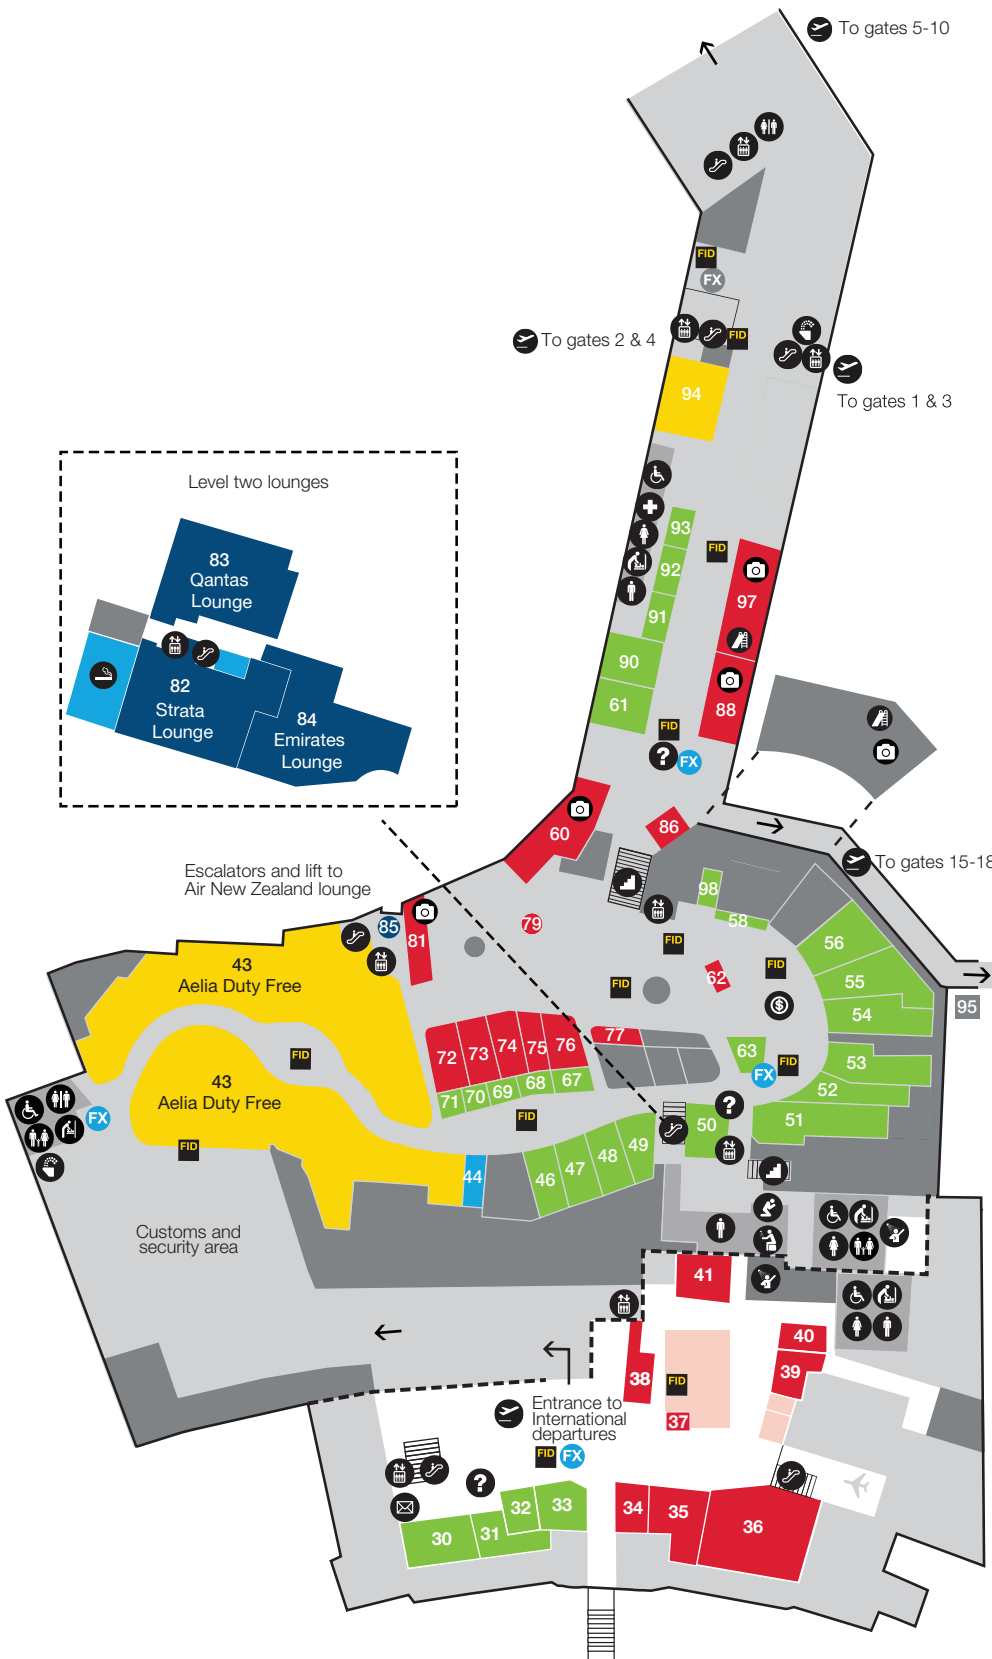 To gates 5-10
FID
FX
To gates 2 & 4
FID
To gates 1 & 3
94
Level two lounges
83
Qantas
Lounge
82
Strata
Lounge
84
Emirates
Lounge
93
FID
92
97
91
90
61
88
FID
?
FX
60
86
To gates 15-18
Escalators and lift to
Air New Zealand lounge
98
58
85
81
79
56
FID
43
Aelia Duty Free
62
FID
55
FID
95
$
54
77
72
73
74
75
76
63
FID
53
FID
FX
43
Aelia Duty Free
71
70
69
68
67
52
?
51
50
FX
FID
FID
49
48
47
46
44
Customs and
security area
41
40
39
38
FID
37
Entrance to
International
departures
FID
FX
?
32
33
34
35
36
30
31